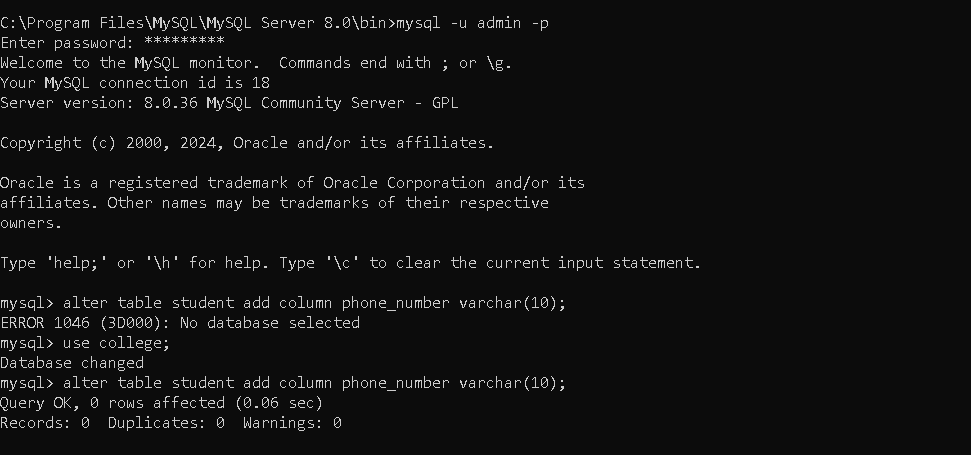 C:\Program Files\MySQL\MySQL Server 8.0\bin>mysql -u admin -p
Enter password: *********
Welcome to the MySQL monitor.  Commands end with ; or \g.
Your MySQL connection id is 18
Server version: 8.0.36 MySQL Community Server - GPL
Copyright (c) 2000, 2024, Oracle and/or its affiliates.
Oracle is a registered trademark of Oracle Corporation and/or its
affiliates. Other names may be trademarks of their respective
owners.
Type 'help;' or '\h' for help. Type '\c' to clear the current input statement.
mysql> alter table student add column phone_number varchar(10);
ERROR 1046 (3D000): No database selected
mysql> use college;
Database changed
mysql> alter table student add column phone_number varchar(10);
Query OK, 0 rows affected (0.06 sec)
Records: 0  Duplicates: 0  Warnings: 0